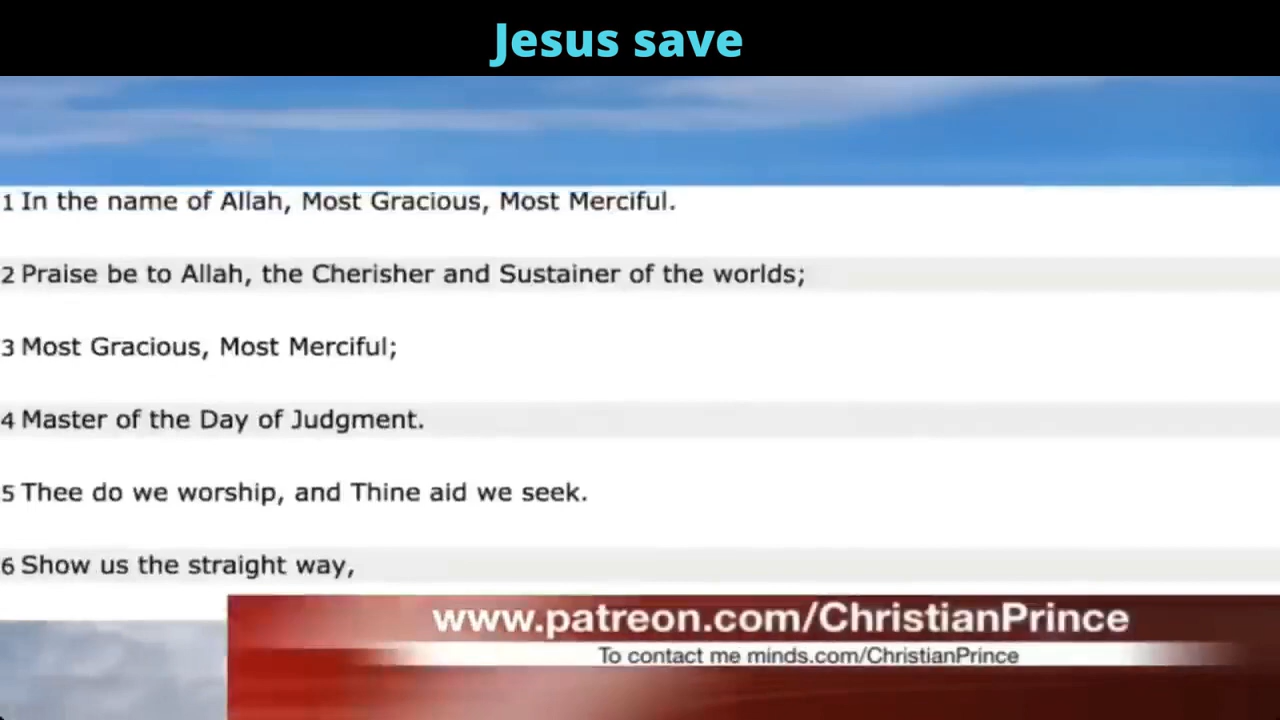 Jesus save
1 In the name of Allah, Most Gracious, Most Merciful.
2 Praise be to Allah, the Cherisher and Sustainer of the worlds;
3 Most Gracious, Most Merciful;
4 Master of the Day of Judgment.
5 Thee do we worship, and Thine aid we seek.
6 Show us the straight way,
www.patreon.com/ChristianPrince
To contact me minds.com/ChristianPrince